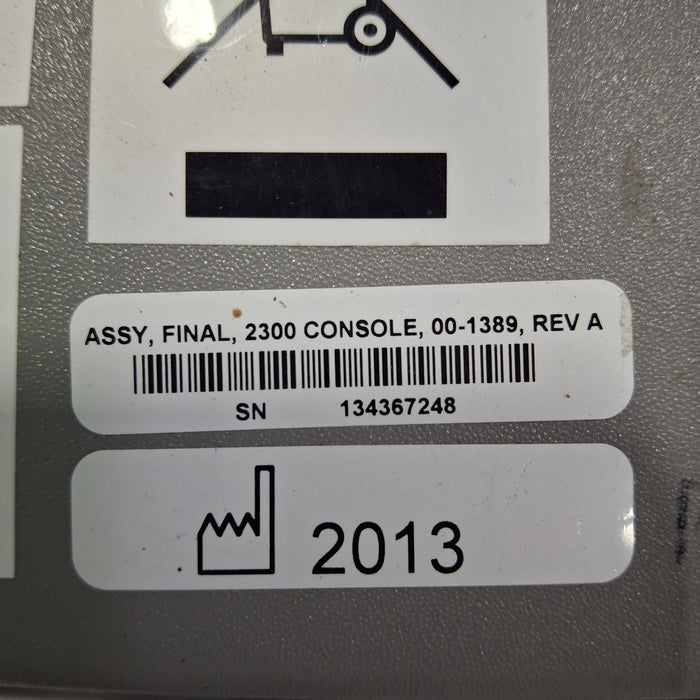 ASSY, FINAL, 2300 CONSOLE, 00-1389, REV A
SN 134367248
2013